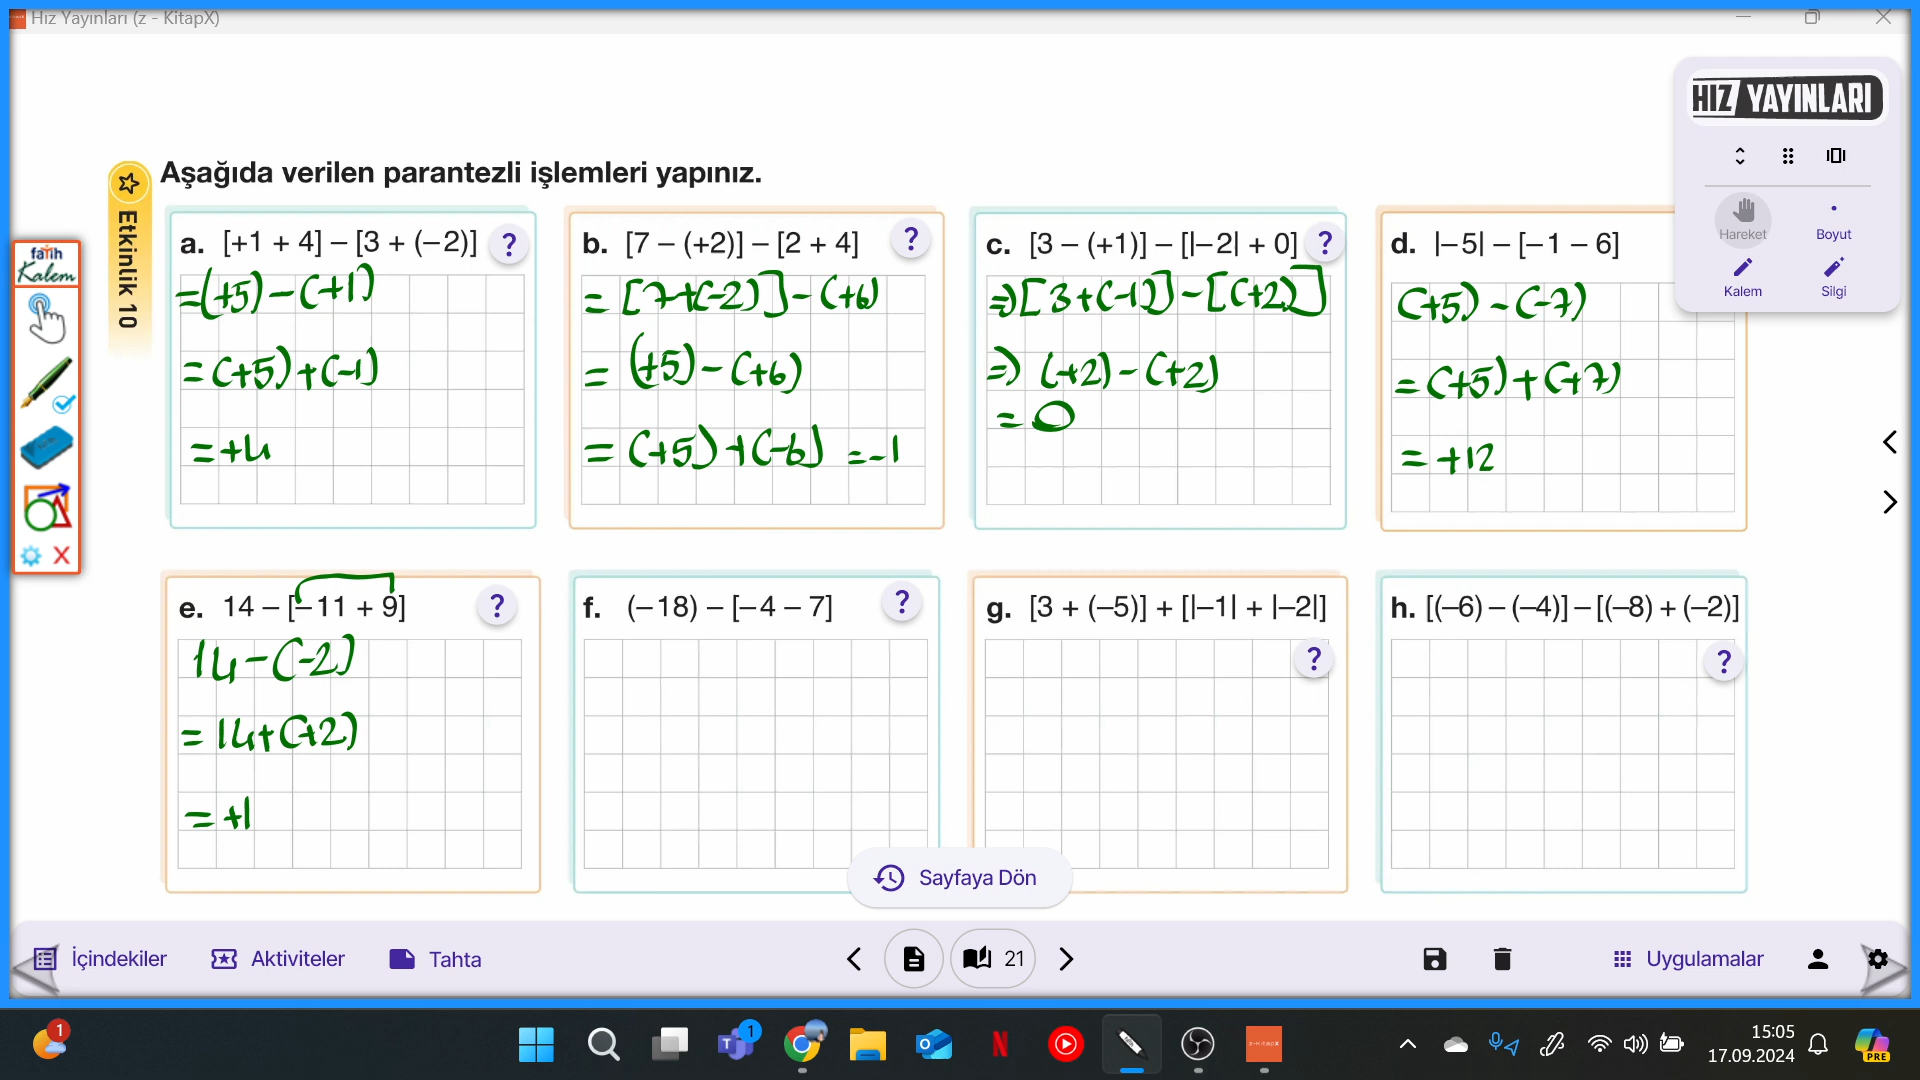 Hız Yayınları (z - KitapX)
HIZ YAYINLARI
Hareket
Boyut
Kalem
Silgi
fatih
Kalem
Etkinlik 10
Aşağıda verilen parantezli işlemleri yapınız.
a. [+1 + 4] – [3 + (–2)] ?
=(+5)-(+1)
=(+5)+(-1)
=+4
b. [7 – (+2)] – [2 + 4] ?
=[7+(-2)]-(+6)
= (+5)-(+6)
= (+5)+(-6) =-1
c. [3 – (+1)] – [|–2| + 0] ?
=)[3+(-1)]-[(+2)]
=) (+2)-(+2)
= 0
d. |–5| – [–1 – 6]
(+5)-(-7)
=(+5)+(+7)
= +12
e. 14 – [–11 + 9] ?
14-(-2)
= 14+(+2)
= +1
f. (–18) – [–4 – 7] ?
g. [3 + (–5)] + [|–1| + |–2|]
?
h. [(–6) – (–4)] – [(–8) + (–2)]
?
Sayfaya Dön
İçindekiler
Aktiviteler
Tahta
21
Uygulamalar
1
1
15:05
17.09.2024
PRE